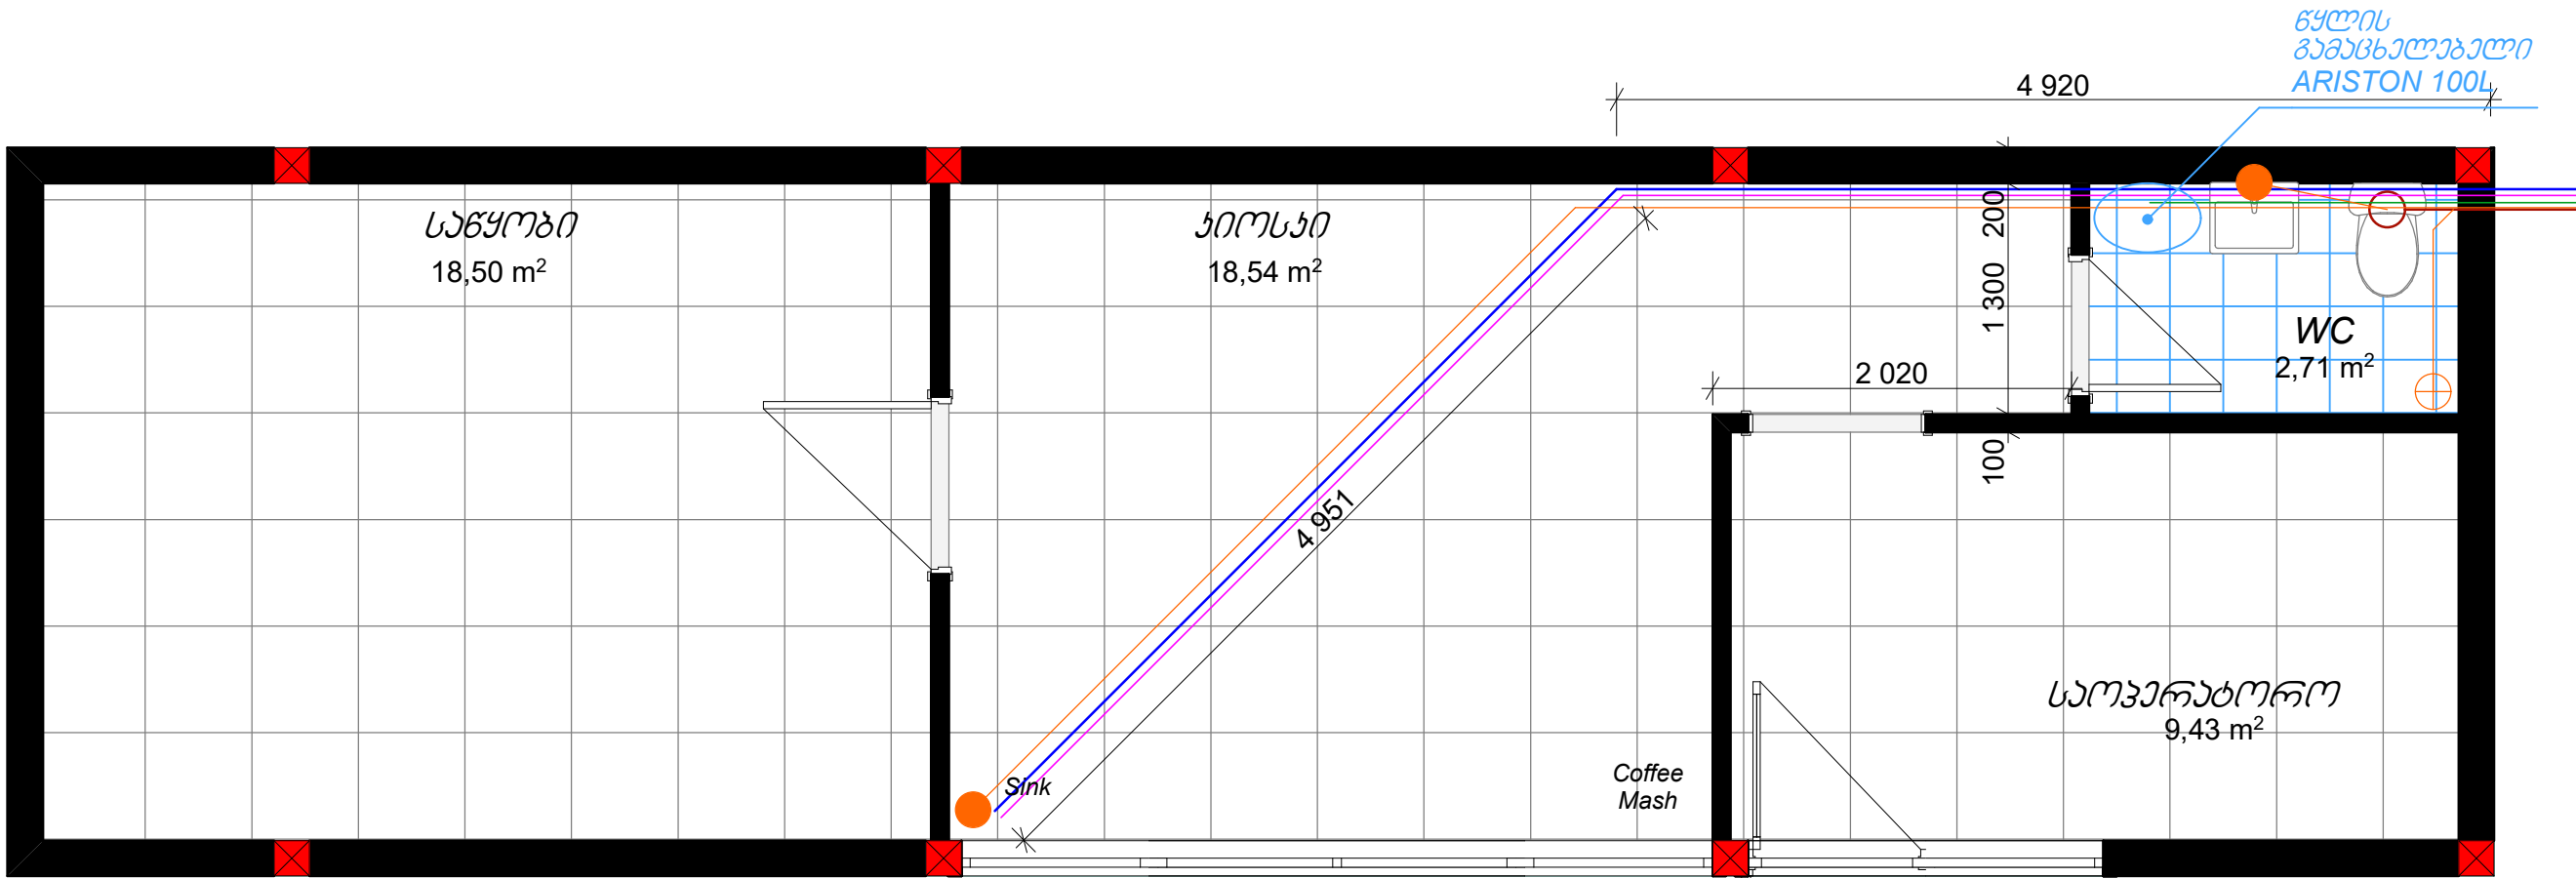 წყლის
გამაცხელებელი
ARISTON 100L
4 920
საწყობი
18,50 m²
კიოსკი
18,54 m²
200
1 300
100
2 020
WC
2,71 m²
4 951
საოპერატორო
9,43 m²
Sink
Coffee
Mash